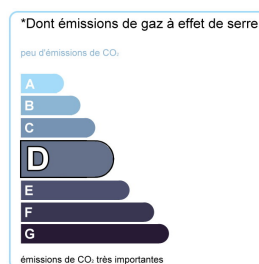 *Dont émissions de gaz à effet de serre
peu d'émissions de CO₂
A
B
C
D
E
F
G
émissions de CO₂ très importantes